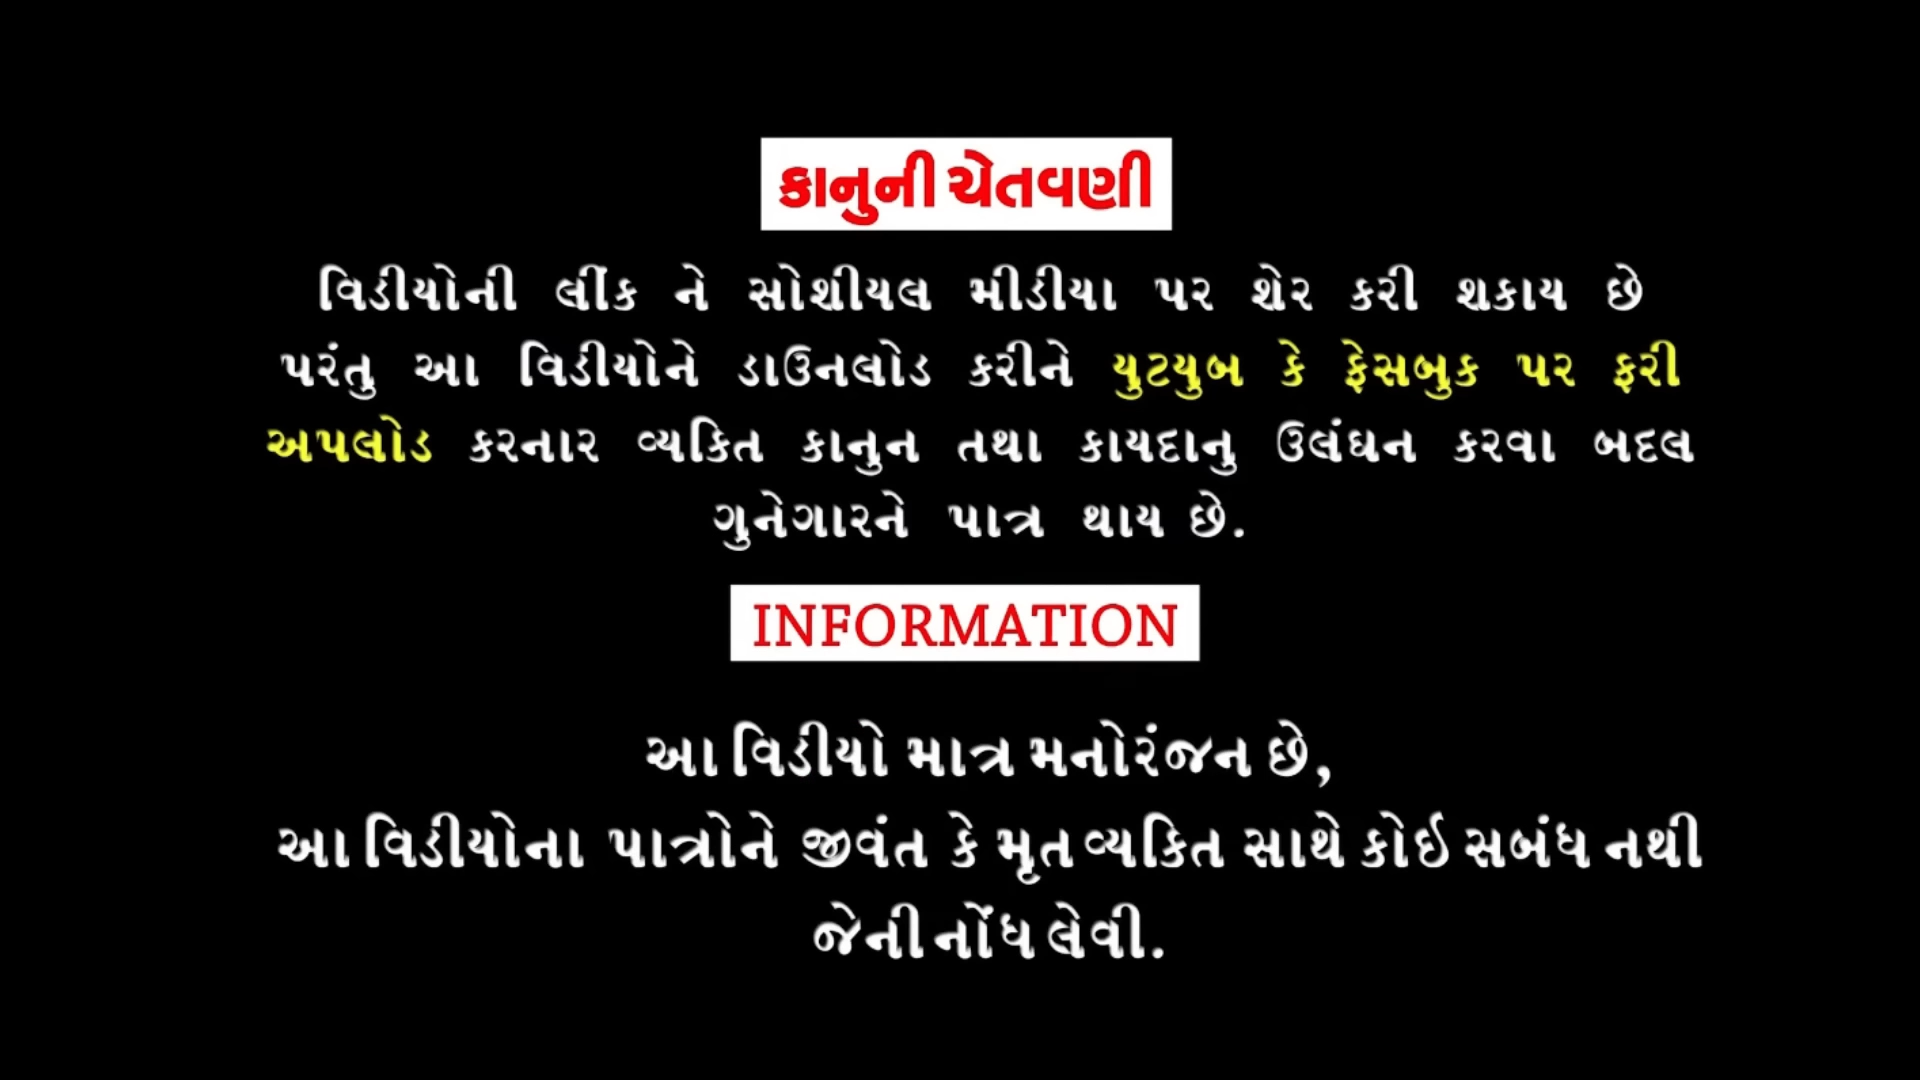 કાનુની ચેતવણી
વિડીયોની લીંક ને સોશીયલ મીડીયા પર શેર કરી શકાય છે
પરંતુ આ વિડીયોને ડાઉનલોડ કરીને યુટયુબ કે ફેસબુક પર ફરી
અપલોડ કરનાર વ્યકિત કાનુન તથા કાયદાનુ ઉલંઘન કરવા બદલ
ગુનેગારને પાત્ર થાય છે.
INFORMATION
આ વિડીયો માત્ર મનોરંજન છે,
આ વિડીયોના પાત્રોને જીવંત કે મૃત વ્યકિત સાથે કોઇ સબંધ નથી
જેની નોંધ લેવી.